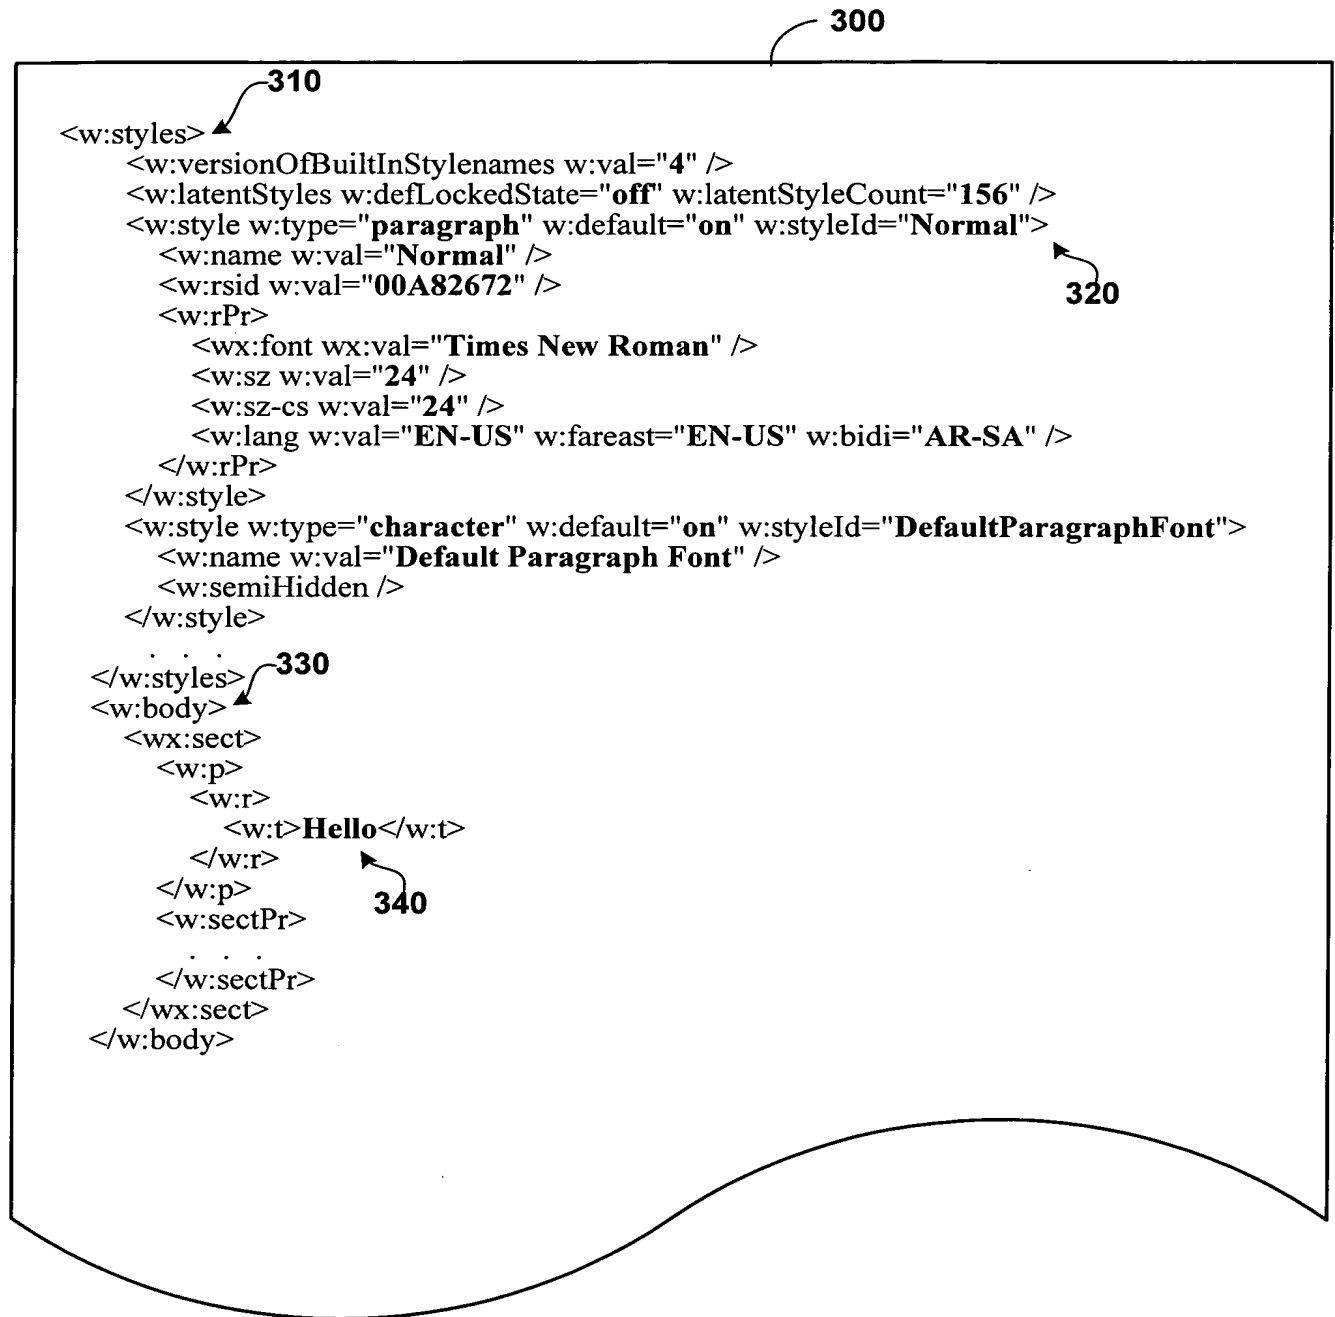 300
310
<w:styles>
<w:versionOfBuiltInStylenames w:val="4" />
<w:latentStyles w:defLockedState="off" w:latentStyleCount="156" />
<w:style w:type="paragraph" w:default="on" w:styleId="Normal">
<w:name w:val="Normal" />
<w:rsid w:val="00A82672" />
320
<w:rPr>
<wx:font wx:val="Times New Roman" />
<w:sz w:val="24" />
<w:sz-cs w:val="24" />
<w:lang w:val="EN-US" w:fareast="EN-US" w:bidi="AR-SA" />
</w:rPr>
</w:style>
<w:style w:type="character" w:default="on" w:styleId="DefaultParagraphFont">
<w:name w:val="Default Paragraph Font" />
<w:semiHidden />
</w:style>
. . .
330
</w:styles>
<w:body>
<wx:sect>
<w:p>
<w:r>
<w:t>Hello</w:t>
</w:r>
</w:p>
340
<w:sectPr>
. . .
</w:sectPr>
</wx:sect>
</w:body>